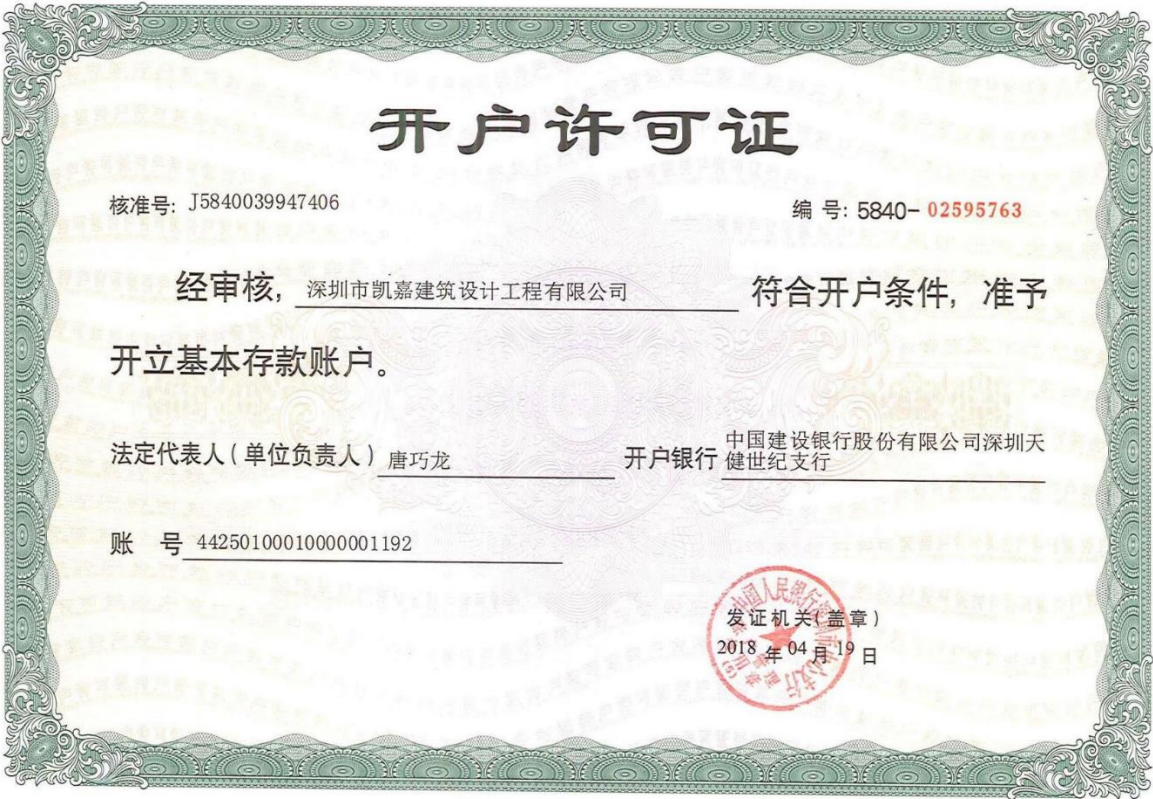 开户许可证
核准号: J5840039947406
编 号: 5840- 02595763
经审核, 深圳市凯嘉建筑设计工程有限公司 符合开户条件, 准予
开立基本存款账户。
法定代表人(单位负责人) 唐巧龙
开户银行 中国建设银行股份有限公司深圳天
健世纪支行
账 号 44250100010000001192
发证机关(盖章)
2018 年 04 月 19 日